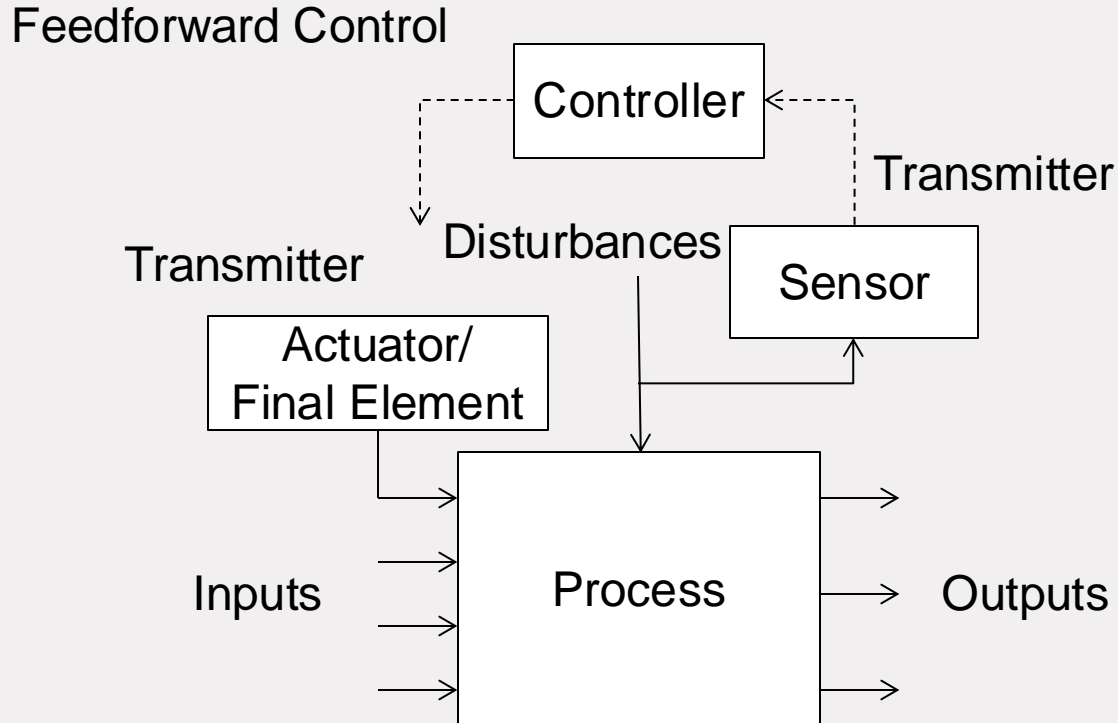 Feedforward Control
Controller
Transmitter
Disturbances
Transmitter
Sensor
Actuator/
Final Element
Inputs
Process
Outputs